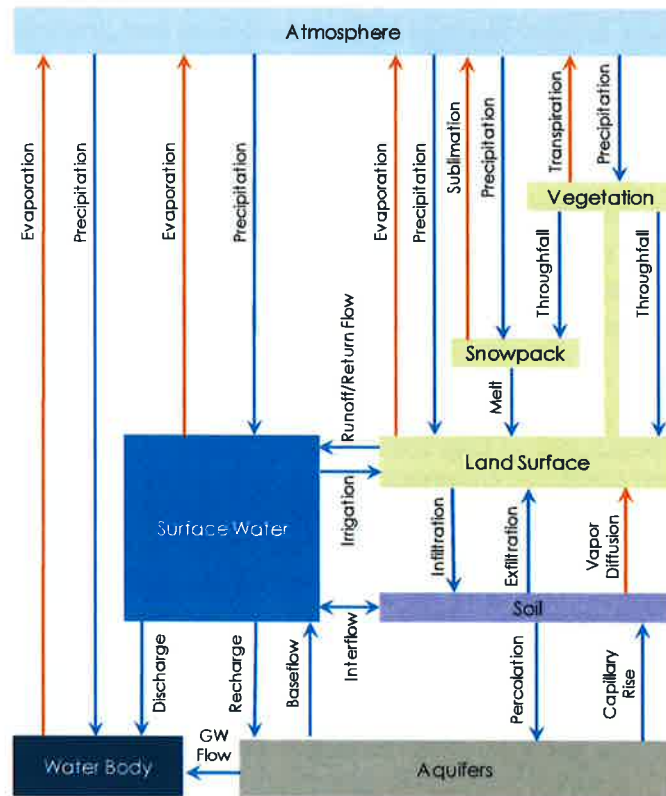 Atmosphere
Evaporation
Precipitation
Evaporation
Precipitation
Evaporation
Precipitation
Sublimation
Precipitation
Transpiration
Precipitation
Vegetation
Throughfall
Throughfall
Snowpack
Melt
Runoff/Return Flow
Land Surface
Surface Water
Irrigation
Infiltration
Exfiltration
Vapor
Diffusion
Soil
Interflow
Discharge
Recharge
Baseflow
Percolation
Capillary
Rise
GW
Flow
Water Body
Aquifers